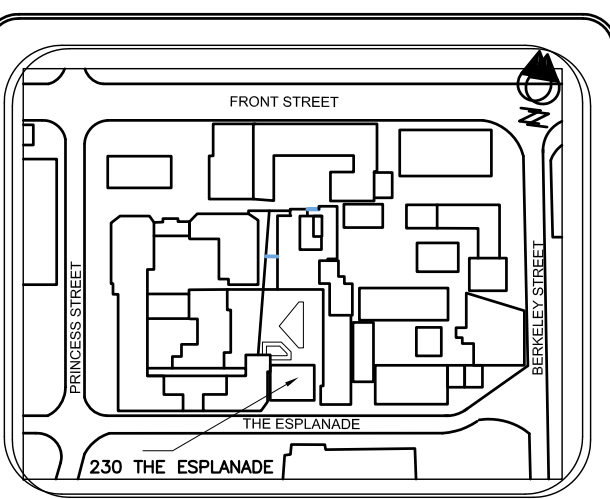 FRONT STREET
N
PRINCESS STREET
BERKELEY STREET
THE ESPLANADE
230 THE ESPLANADE